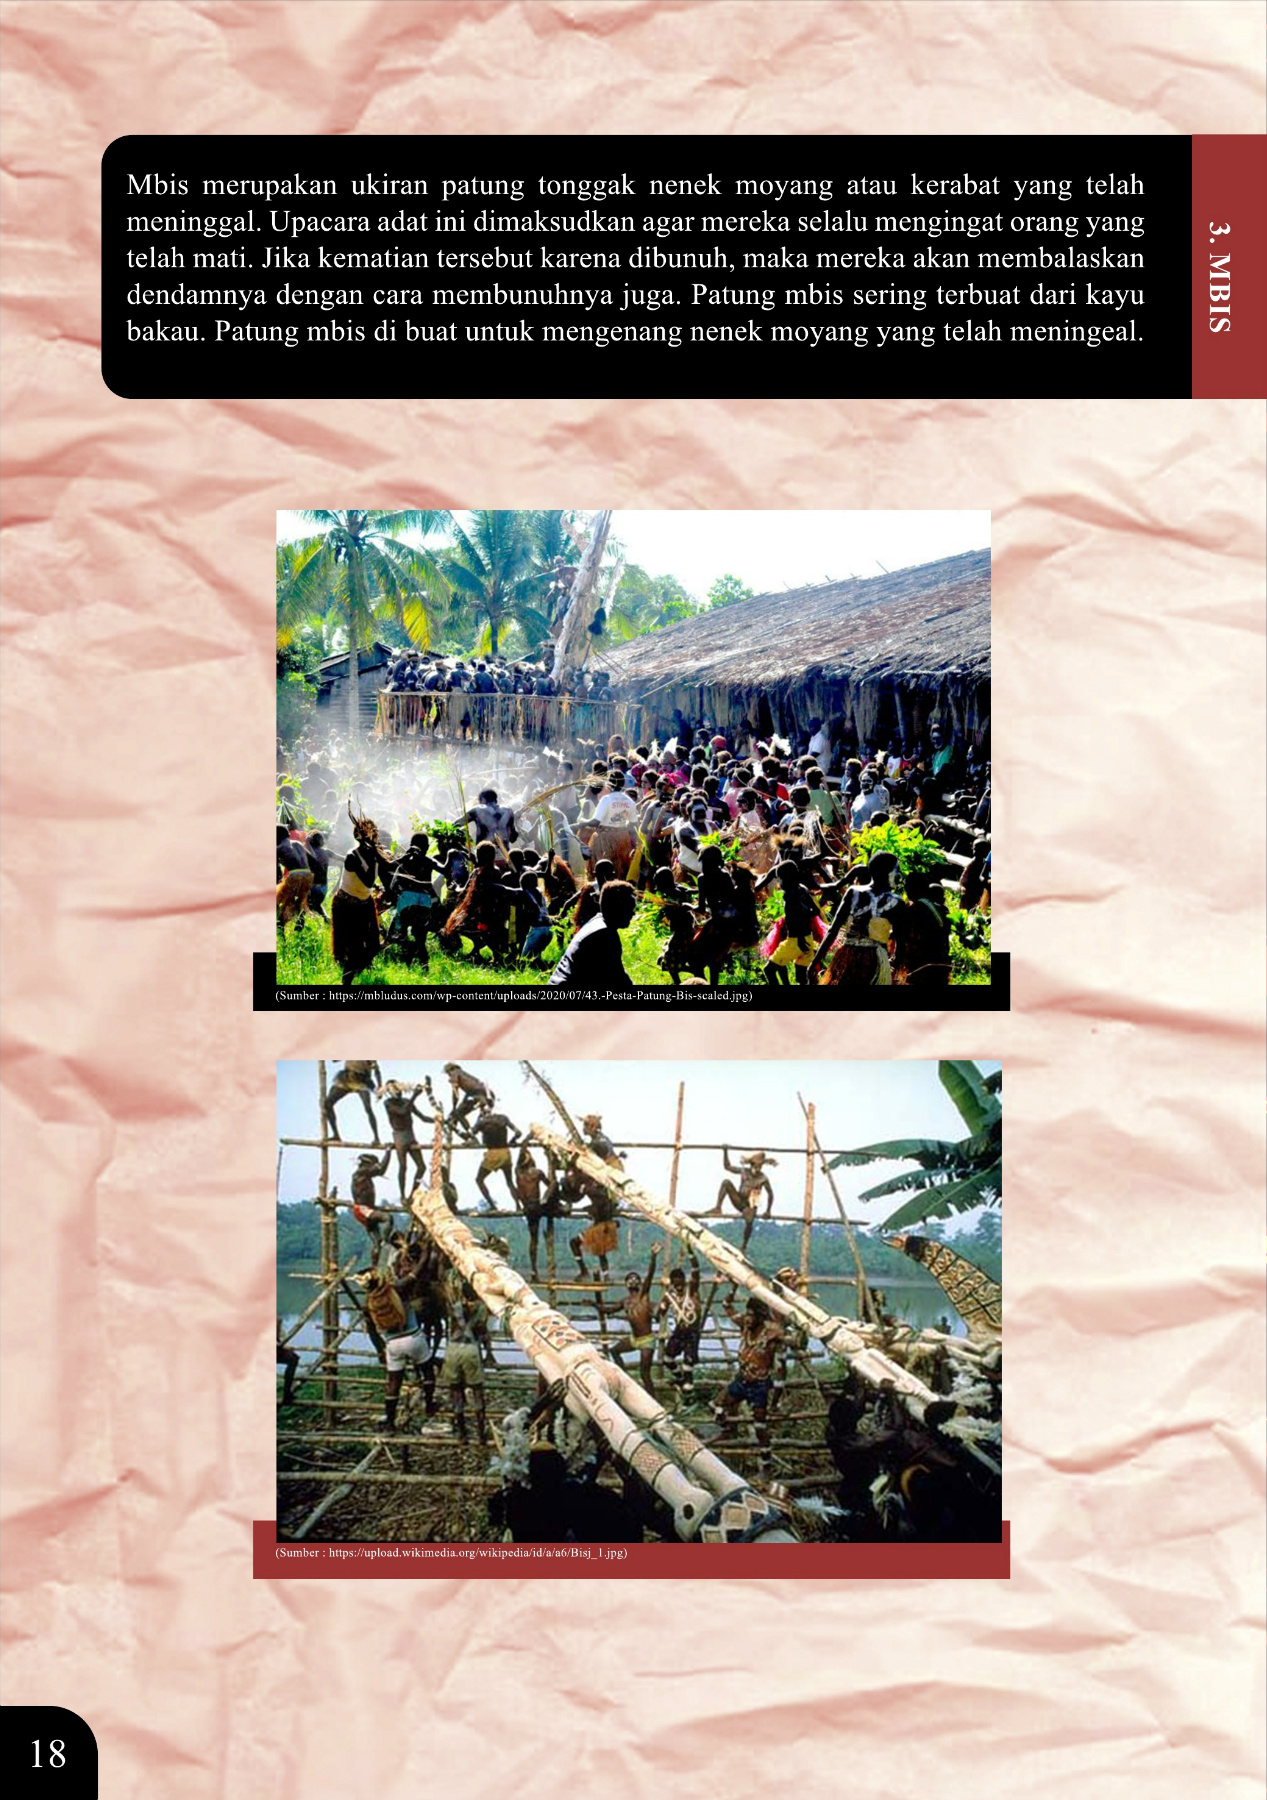 Mbis merupakan ukiran patung tonggak nenek moyang atau kerabat yang telah
meninggal. Upacara adat ini dimaksudkan agar mereka selalu mengingat orang yang
telah mati. Jika kematian tersebut karena dibunuh, maka mereka akan membalaskan
dendamnya dengan cara membunuhnya juga. Patung mbis sering terbuat dari kayu
bakau. Patung mbis di buat untuk mengenang nenek moyang yang telah meningeal.
3. MBIS
(Sumber : https://mbludus.com/wp-content/uploads/2020/07/43.-Pesta-Patung-Bis-scaled.jpg)
(Sumber : https://upload.wikimedia.org/wikipedia/id/a/a6/Bisj_1.jpg)
18